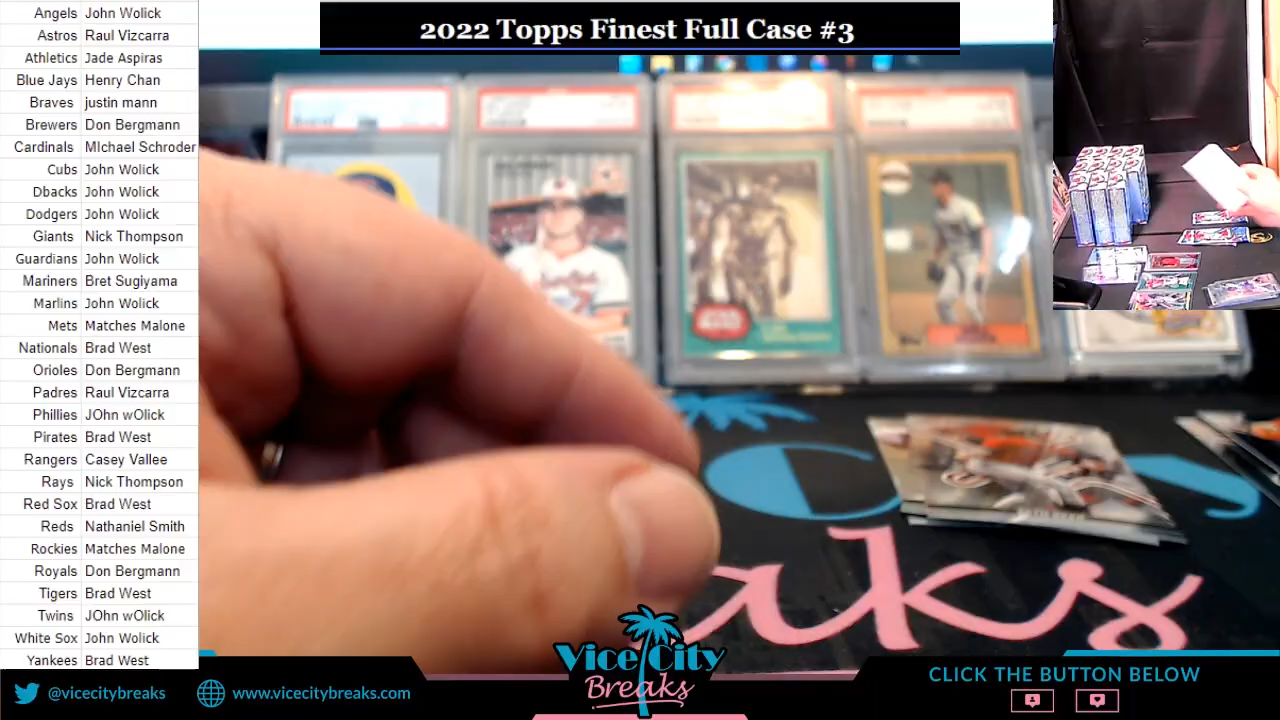 2022 Topps Finest Full Case #3
Angels John Wolick
Astros Raul Vizcarra
Athletics Jade Aspiras
Blue Jays Henry Chan
Braves justin mann
Brewers Don Bergmann
Cardinals MIchael Schroder
Cubs John Wolick
Dbacks John Wolick
Dodgers John Wolick
Giants Nick Thompson
Guardians John Wolick
Mariners Bret Sugiyama
Marlins John Wolick
Mets Matches Malone
Nationals Brad West
Orioles Don Bergmann
Padres Raul Vizcarra
Phillies JOhn wOlick
Pirates Brad West
Rangers Casey Vallee
Rays Nick Thompson
Red Sox Brad West
Reds Nathaniel Smith
Rockies Matches Malone
Royals Don Bergmann
Tigers Brad West
Twins JOhn wOlick
White Sox John Wolick
Yankees Brad West
@vicecitybreaks
www.vicecitybreaks.com
Vice City
Breaks
CLICK THE BUTTON BELOW